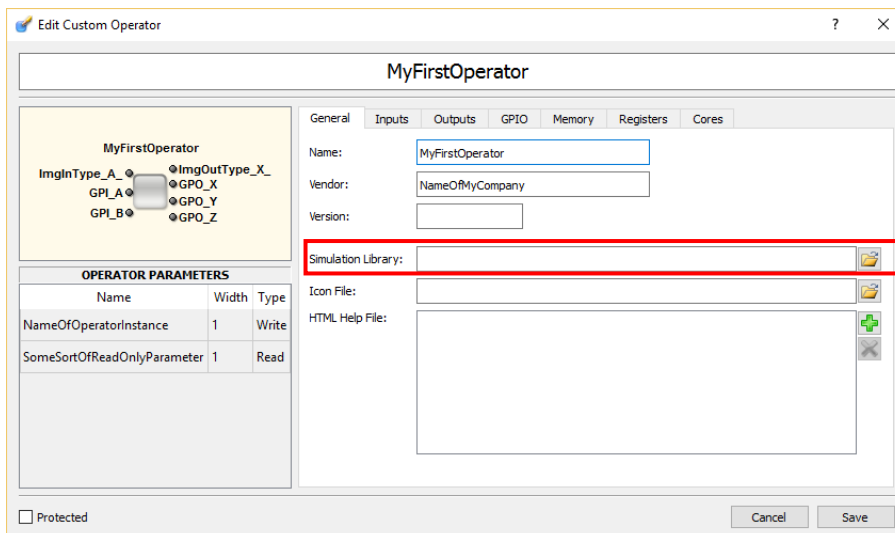 Edit Custom Operator
?
MyFirstOperator
MyFirstOperator
ImgInType_A_ ImgOutType_X_
GPI_A GPO_X
GPO_Y
GPI_B GPO_Z
OPERATOR PARAMETERS
Name Width Type
NameOfOperatorInstance 1 Write
SomeSortOfReadOnlyParameter 1 Read
General Inputs Outputs GPIO Memory Registers Cores
Name: MyFirstOperator
Vendor: NameOfMyCompany
Version:
Simulation Library:
Icon File:
HTML Help File:
Protected
Cancel Save